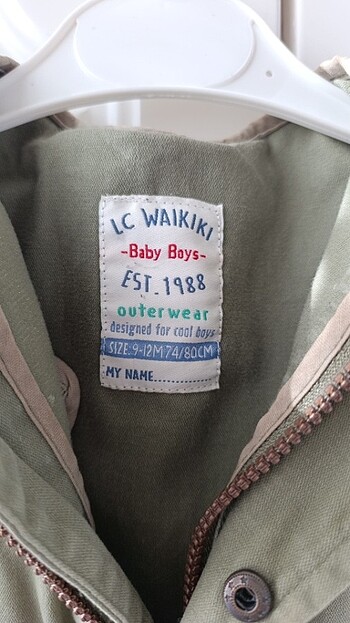 LC WAIKIKI
-Baby Boys-
EST.1988
outerwear
designed for cool boys
SIZE:9-12M 74/80CM
MY NAME..............